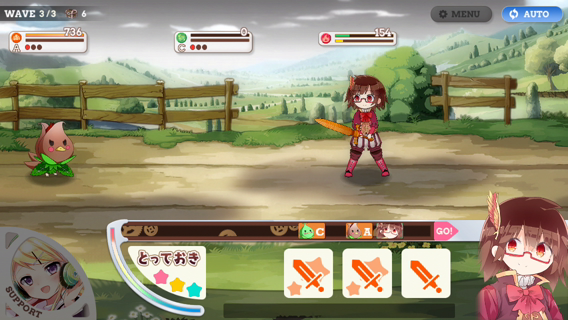 WAVE 3/3 6
MENU
AUTO
736
A
0
C
154
C
A
GO!
とっておき
SUPPORT